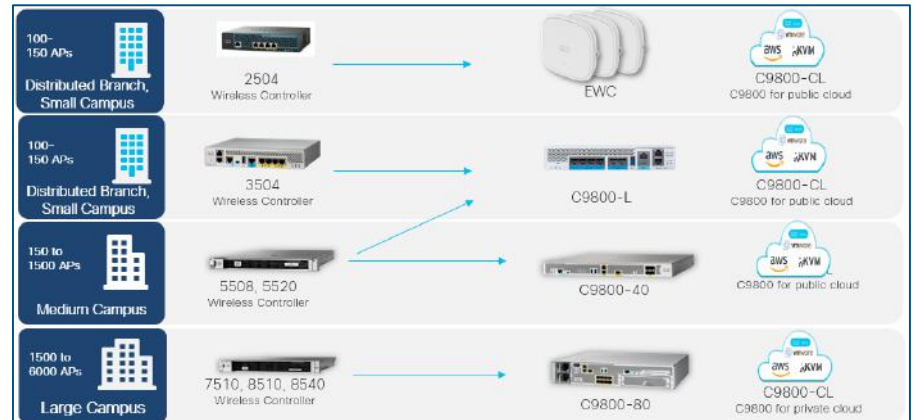 100-
150 APs
Distributed Branch,
Small Campus
2504
Wireless Controller
EWC
vmware
aws KVM
C9800-CL
C9800 for public cloud
100-
150 APs
Distributed Branch,
Small Campus
3504
Wireless Controller
C9800-L
vmware
aws KVM
C9800-CL
C9800 for public cloud
150 to
1500 APs
Medium Campus
5508, 5520
Wireless Controller
C9800-40
vmware
aws KVM
C9800 for public cloud
1500 to
6000 APs
Large Campus
7510, 8510, 8540
Wireless Controller
C9800-80
vmware
aws KVM
C9800-CL
C9800 for private cloud